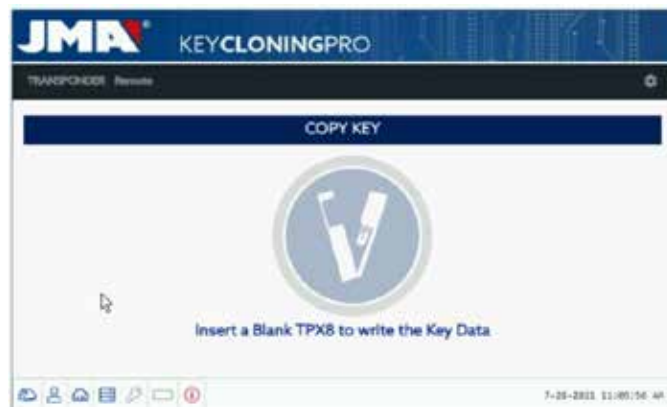 JMA
KEYCLONINGPRO
TRANSPONDER Remote
COPY KEY
Insert a Blank TPX8 to write the Key Data